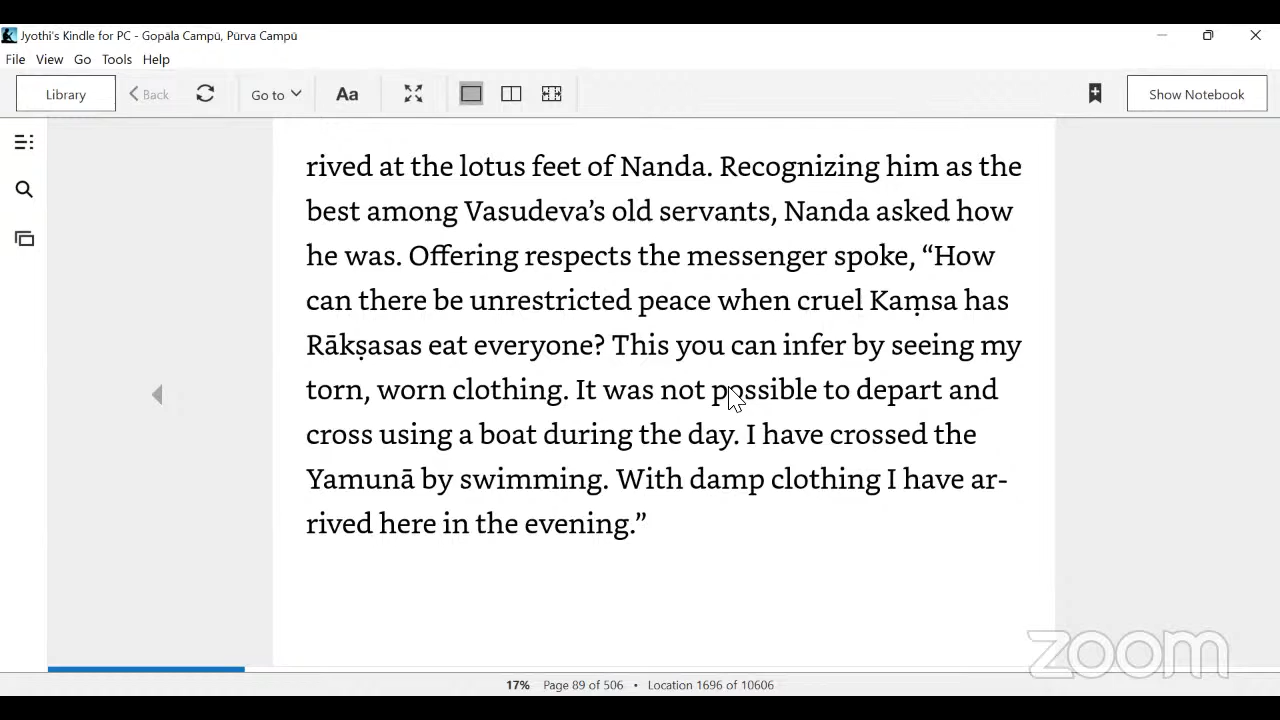 Jyothi's Kindle for PC - Gopāla Campū, Pūrva Campū
File View Go Tools Help
Library Back Go to Aa Show Notebook
rived at the lotus feet of Nanda. Recognizing him as the
best among Vasudeva’s old servants, Nanda asked how
he was. Offering respects the messenger spoke, “How
can there be unrestricted peace when cruel Kaṃsa has
Rākṣasas eat everyone? This you can infer by seeing my
torn, worn clothing. It was not possible to depart and
cross using a boat during the day. I have crossed the
Yamunā by swimming. With damp clothing I have ar-
rived here in the evening.”
zoom
17% Page 89 of 506 • Location 1696 of 10606